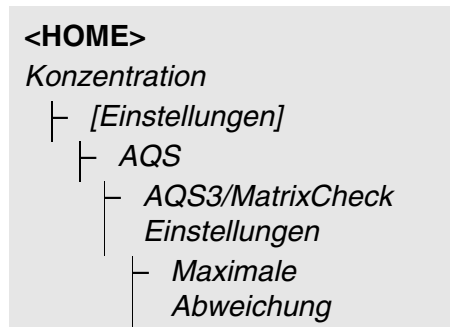 <HOME>
Konzentration
[Einstellungen]
AQS
AQS3/MatrixCheck
Einstellungen
Maximale
Abweichung